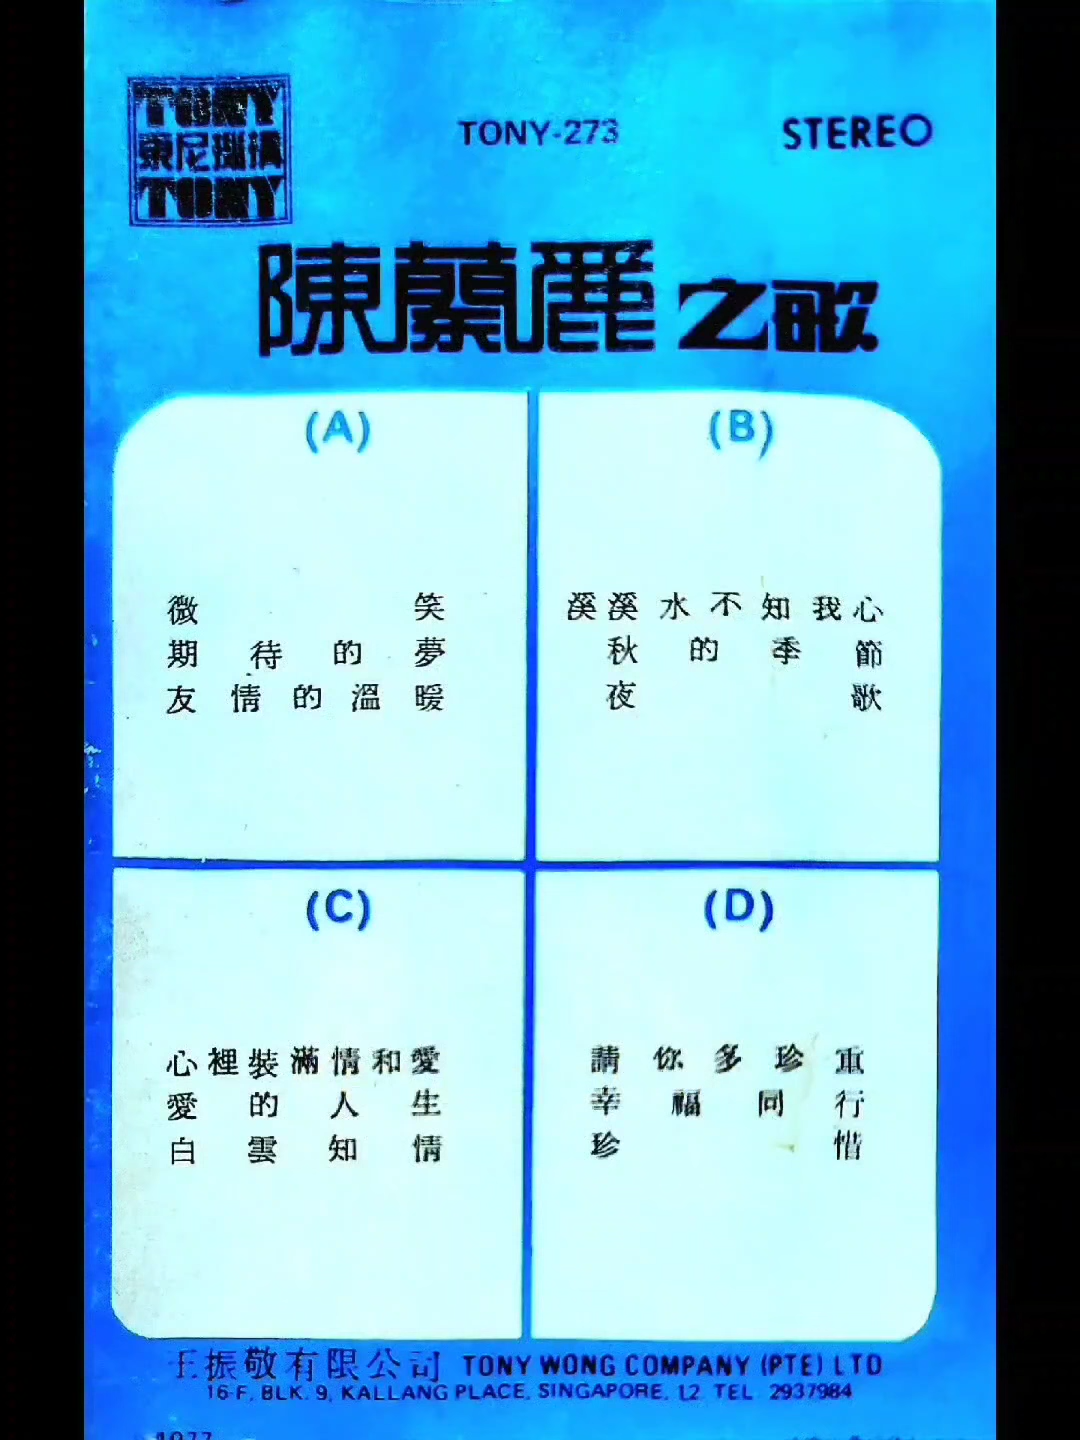 TONY
東尼機構
TONY
TONY-273
STEREO
陳蘭麗之歌
(A)
微笑
期待的夢
友情的溫暖
(B)
溪溪水不知我心
秋的季節
夜歌
(C)
心裡裝滿情和愛
愛的人生
白雲知情
(D)
請你多珍重
幸福同行
珍惜
王振敬有限公司 TONY WONG COMPANY (PTE) LTD
16-F, BLK. 9, KALLANG PLACE, SINGAPORE, 12. TEL 2937984
1977